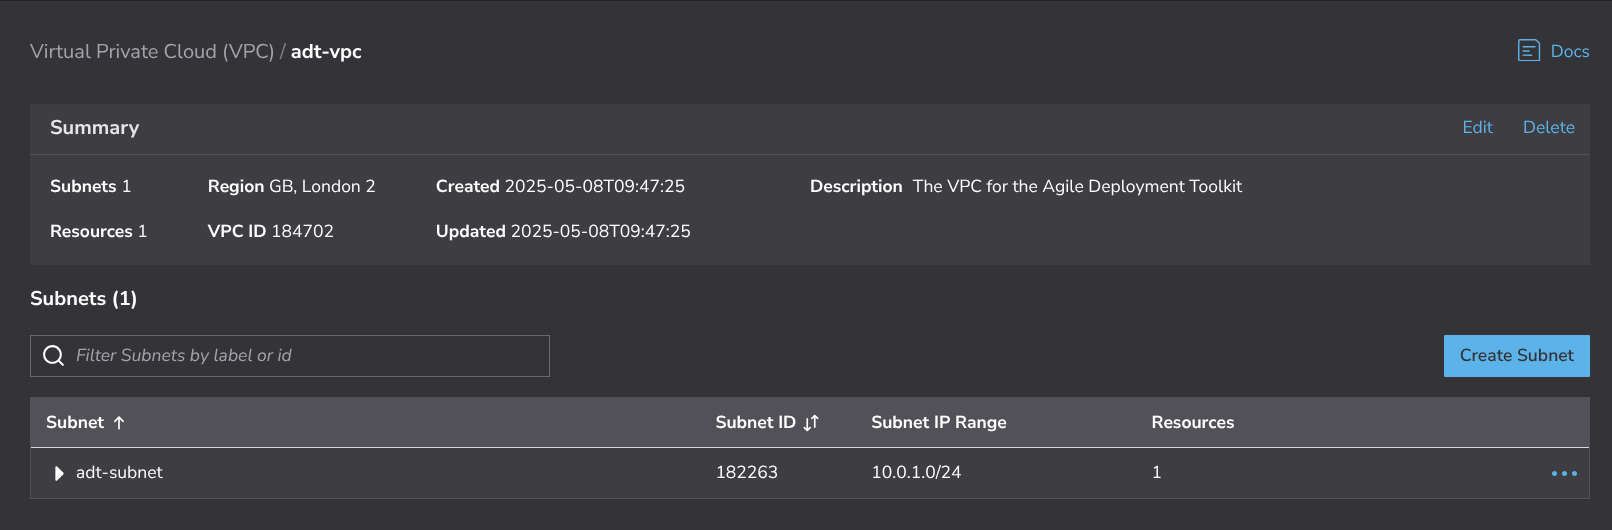 Virtual Private Cloud (VPC) / adt-vpc
Docs
Summary
Edit
Delete
Subnets 1
Region GB, London 2
Created 2025-05-08T09:47:25
Description The VPC for the Agile Deployment Toolkit
Resources 1
VPC ID 184702
Updated 2025-05-08T09:47:25
Subnets (1)
Filter Subnets by label or id
Create Subnet
Subnet
Subnet ID
Subnet IP Range
Resources
adt-subnet
182263
10.0.1.0/24
1